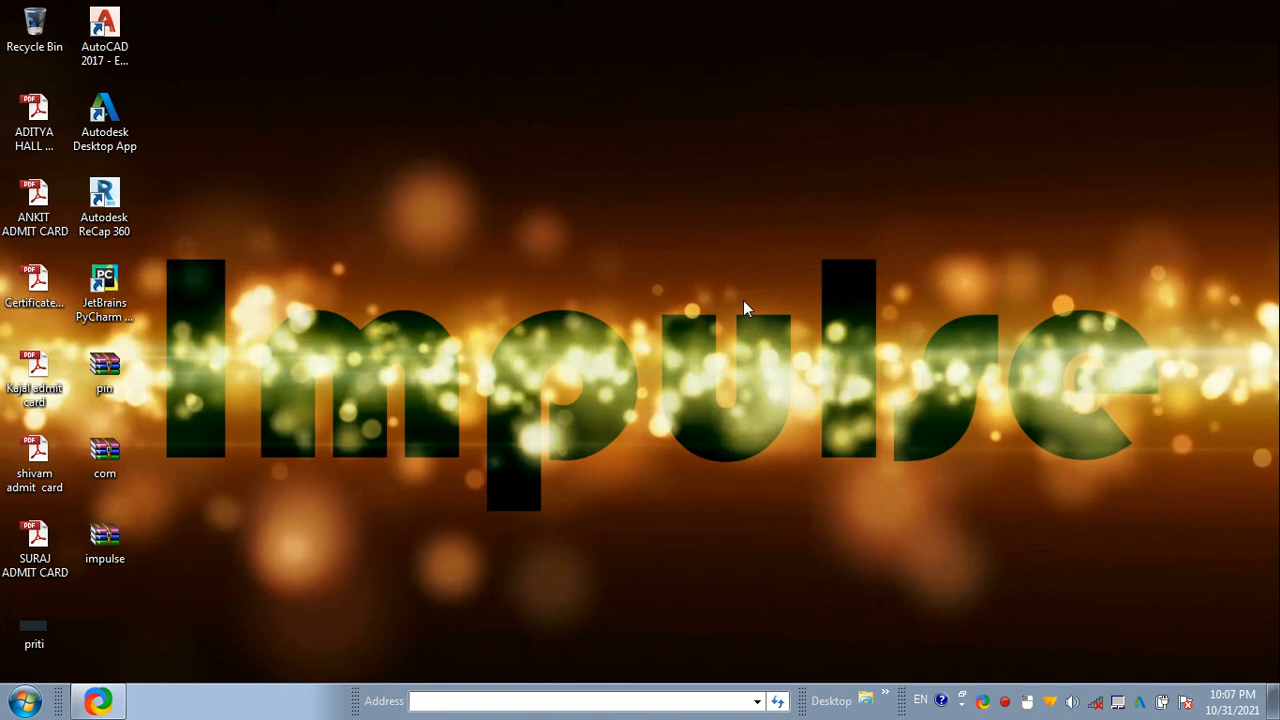 Recycle Bin
AutoCAD
2017 - E...
ADITYA
HALL ...
Autodesk
Desktop App
ANKIT
ADMIT CARD
Autodesk
ReCap 360
Certificate...
JetBrains
PyCharm ...
Kajal admit
card
pin
shivam
admit card
com
SURAJ
ADMIT CARD
impulse
priti
Impulse
Address
Desktop
EN
10:07 PM
10/31/2021